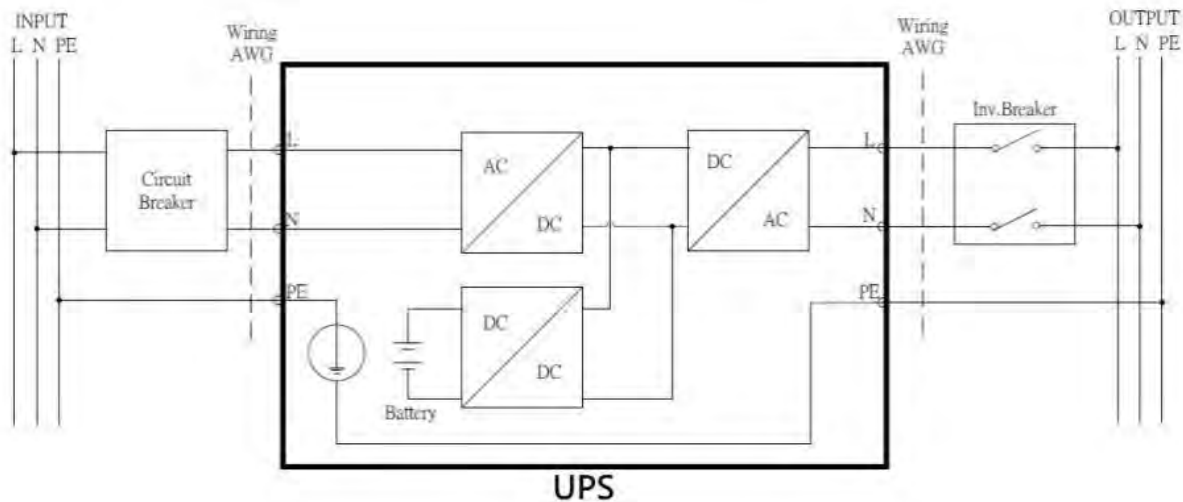 INPUT
L N PE
Wiring
AWG
Wiring
AWG
OUTPUT
L N PE
Inv.Breaker
Circuit
Breaker
L
N
PE
AC
DC
DC
AC
DC
DC
Battery
L
N
PE
UPS